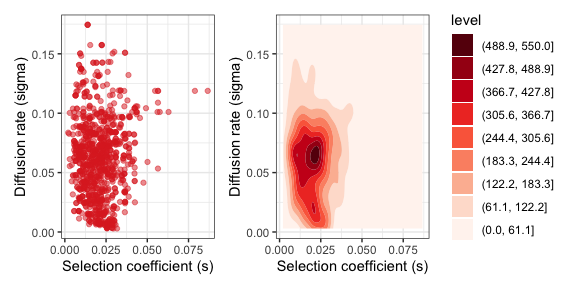 Diffusion rate (sigma)
0.15
0.10
0.05
0.00
0.000 0.025 0.050 0.075
Selection coefficient (s)
Diffusion rate (sigma)
0.15
0.10
0.05
0.00
0.000 0.025 0.050 0.075
Selection coefficient (s)
level
(488.9, 550.0]
(427.8, 488.9]
(366.7, 427.8]
(305.6, 366.7]
(244.4, 305.6]
(183.3, 244.4]
(122.2, 183.3]
(61.1, 122.2]
(0.0, 61.1]